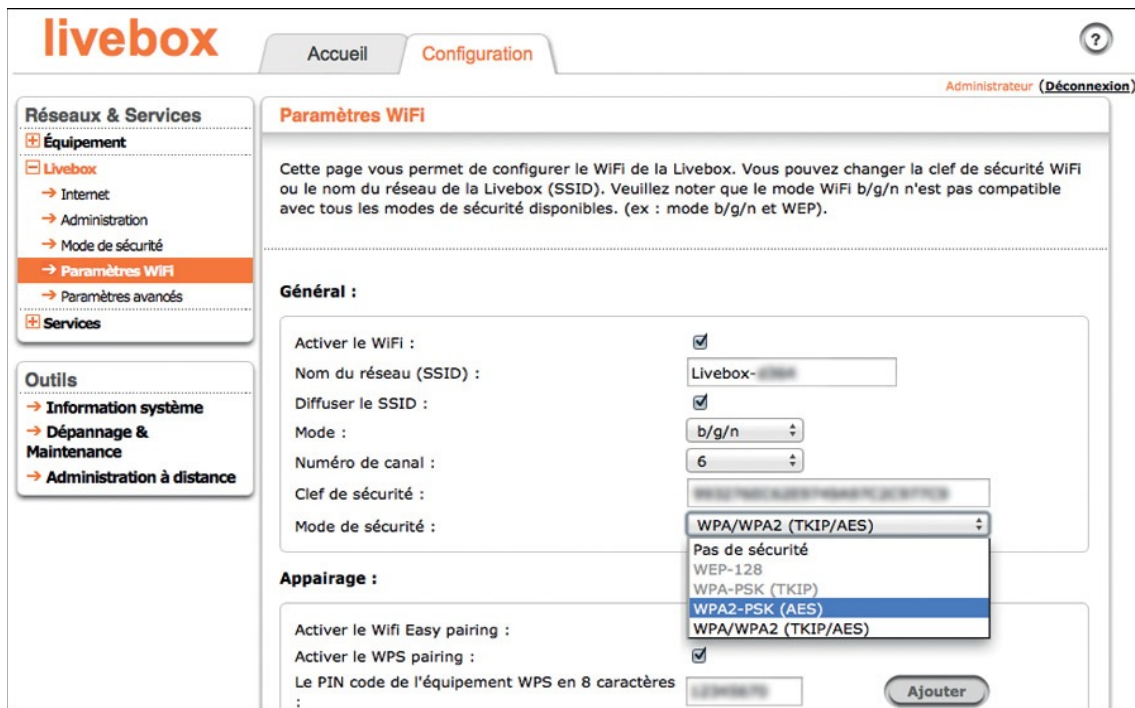 livebox
Accueil
Configuration
?
Administrateur (Déconnexion)
Réseaux & Services
Équipement
Livebox
→ Internet
→ Administration
→ Mode de sécurité
→ Paramètres WiFi
→ Paramètres avancés
Services
Outils
→ Information système
→ Dépannage &
Maintenance
→ Administration à distance
Paramètres WiFi
Cette page vous permet de configurer le WiFi de la Livebox. Vous pouvez changer la clef de sécurité WiFi
ou le nom du réseau de la Livebox (SSID). Veuillez noter que le mode WiFi b/g/n n'est pas compatible
avec tous les modes de sécurité disponibles. (ex : mode b/g/n et WEP).
Général :
Activer le WiFi :
Nom du réseau (SSID) : Livebox-
Diffuser le SSID :
Mode : b/g/n
Numéro de canal : 6
Clef de sécurité :
Mode de sécurité : WPA/WPA2 (TKIP/AES)
Pas de sécurité
WEP-128
WPA-PSK (TKIP)
WPA2-PSK (AES)
WPA/WPA2 (TKIP/AES)
Appairage :
Activer le Wifi Easy pairing :
Activer le WPS pairing :
Le PIN code de l'équipement WPS en 8 caractères
:
Ajouter